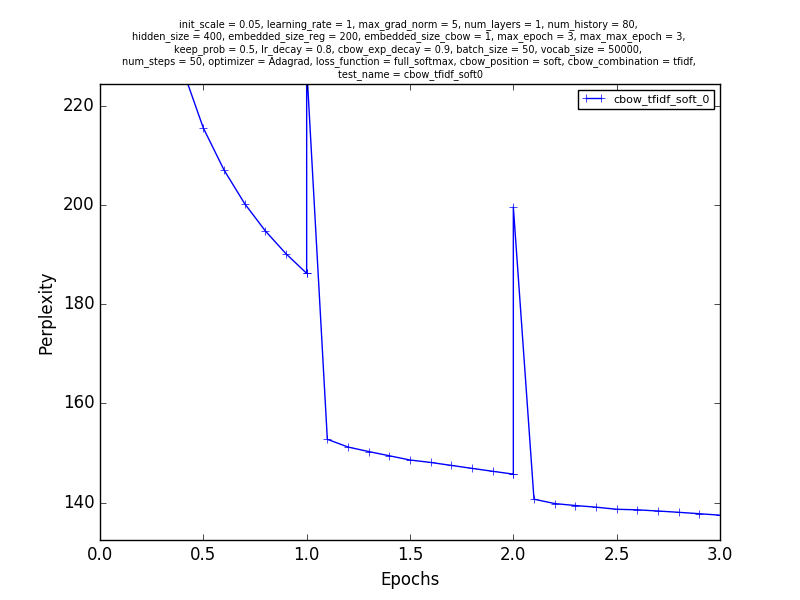 init_scale = 0.05, learning_rate = 1, max_grad_norm = 5, num_layers = 1, num_history = 80,
hidden_size = 400, embedded_size_reg = 200, embedded_size_cbow = 1, max_epoch = 3, max_max_epoch = 3,
keep_prob = 0.5, lr_decay = 0.8, cbow_exp_decay = 0.9, batch_size = 50, vocab_size = 50000,
num_steps = 50, optimizer = Adagrad, loss_function = full_softmax, cbow_position = soft, cbow_combination = tfidf,
test_name = cbow_tfidf_soft0
cbow_tfidf_soft_0
Perplexity
220
200
180
160
140
0.0 0.5 1.0 1.5 2.0 2.5 3.0
Epochs